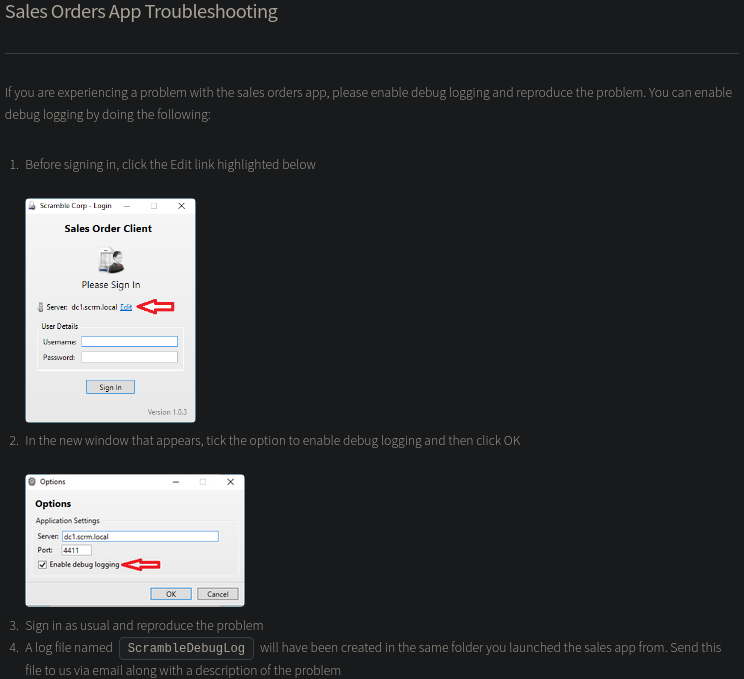 Sales Orders App Troubleshooting
If you are experiencing a problem with the sales orders app, please enable debug logging and reproduce the problem. You can enable
debug logging by doing the following:
1. Before signing in, click the Edit link highlighted below
Scramble Corp - Login
Sales Order Client
Please Sign In
Server: dc1.scrm.local Edit
User Details
Username:
Password:
Sign In
Version 1.0.3
2. In the new window that appears, tick the option to enable debug logging and then click OK
Options
Options
Application Settings
Server: dc1.scrm.local
Port: 4411
Enable debug logging
OK Cancel
3. Sign in as usual and reproduce the problem
4. A log file named ScrambleDebugLog will have been created in the same folder you launched the sales app from. Send this
file to us via email along with a description of the problem